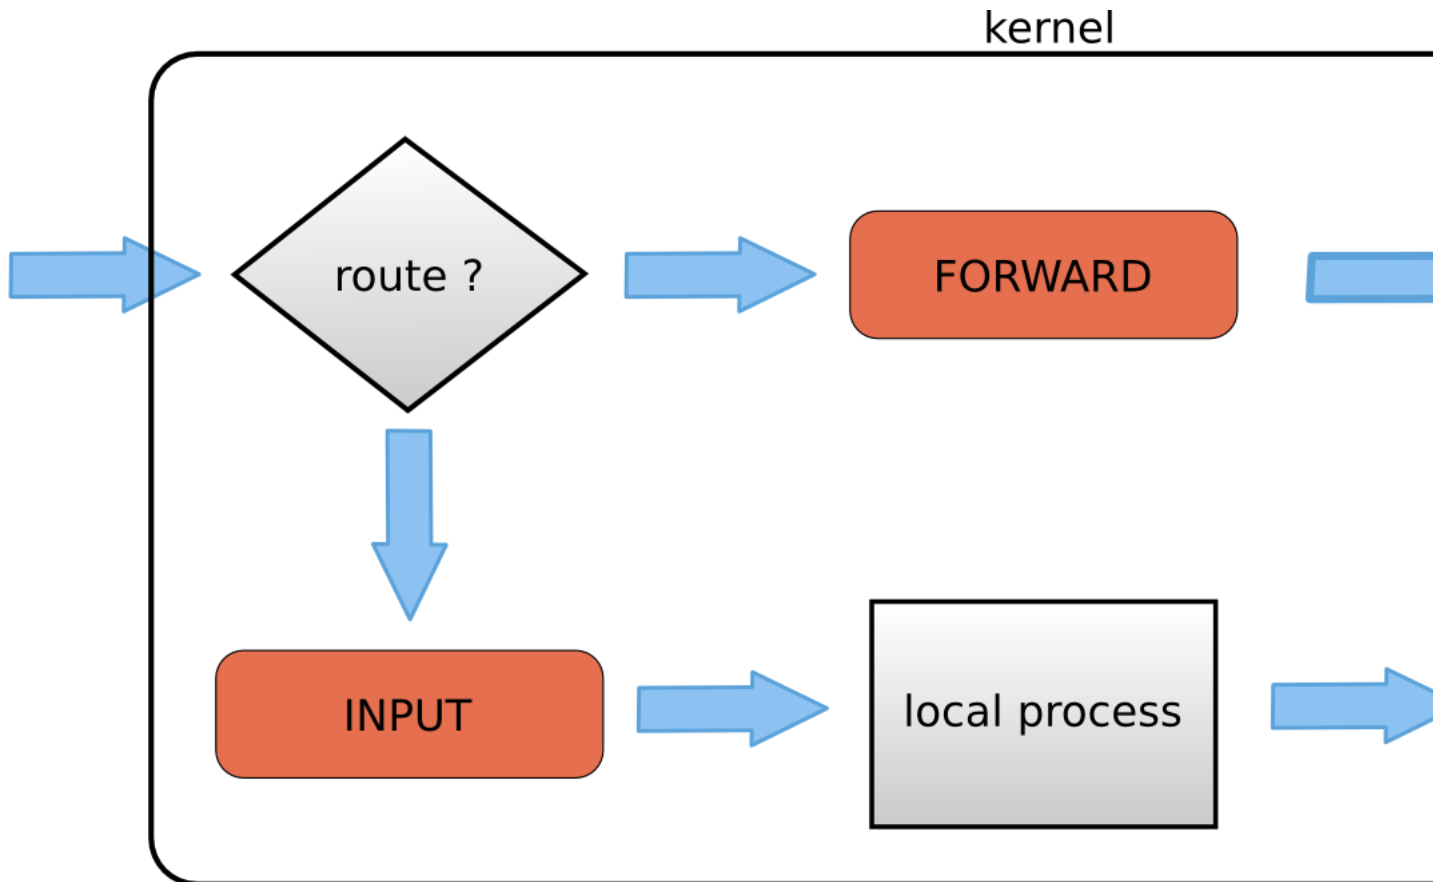 kernel
route ?
FORWARD
INPUT
local process